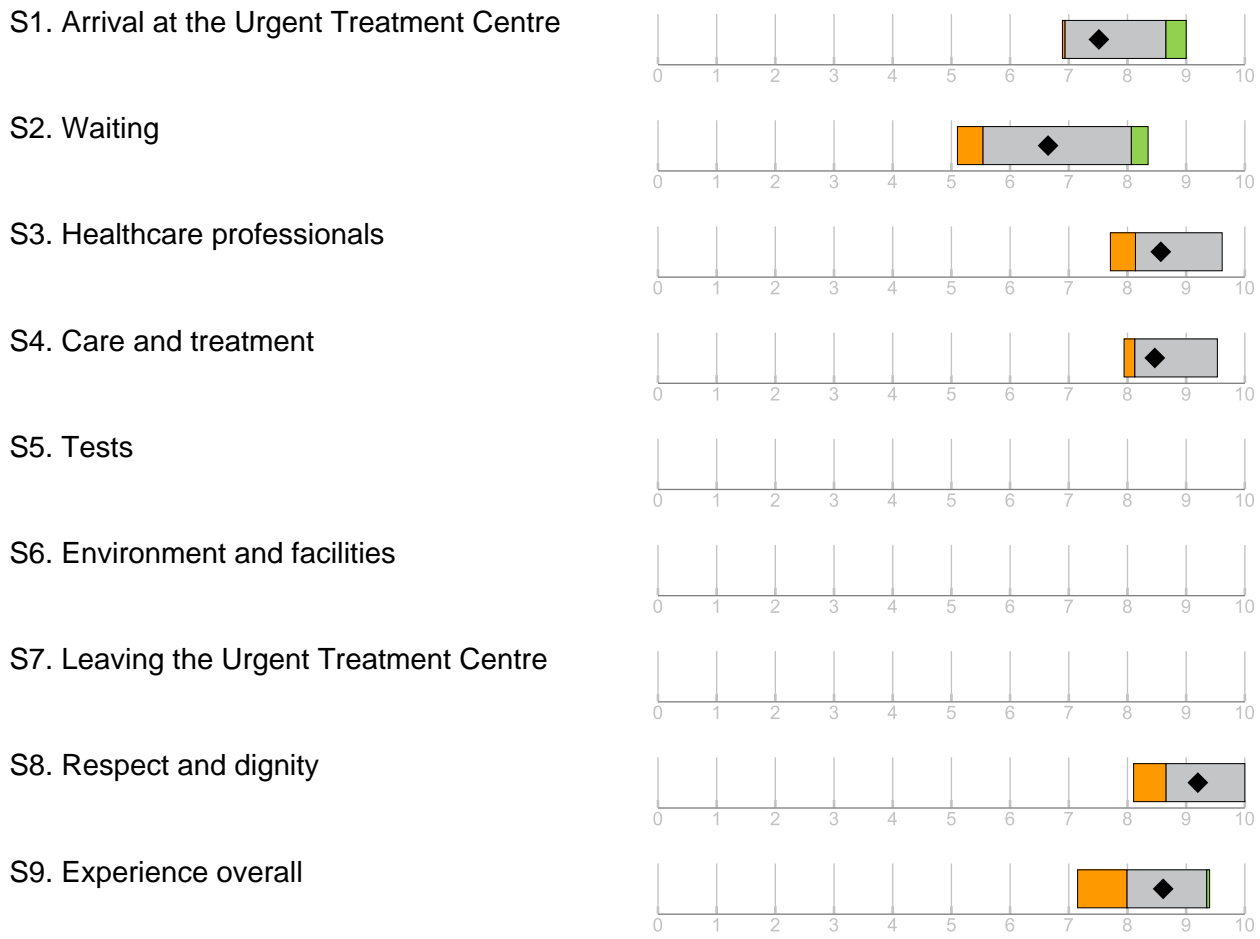 S1. Arrival at the Urgent Treatment Centre
0 1 2 3 4 5 6 7 8 9 10
S2. Waiting
0 1 2 3 4 5 6 7 8 9 10
S3. Healthcare professionals
0 1 2 3 4 5 6 7 8 9 10
S4. Care and treatment
0 1 2 3 4 5 6 7 8 9 10
S5. Tests
0 1 2 3 4 5 6 7 8 9 10
S6. Environment and facilities
0 1 2 3 4 5 6 7 8 9 10
S7. Leaving the Urgent Treatment Centre
0 1 2 3 4 5 6 7 8 9 10
S8. Respect and dignity
0 1 2 3 4 5 6 7 8 9 10
S9. Experience overall
0 1 2 3 4 5 6 7 8 9 10